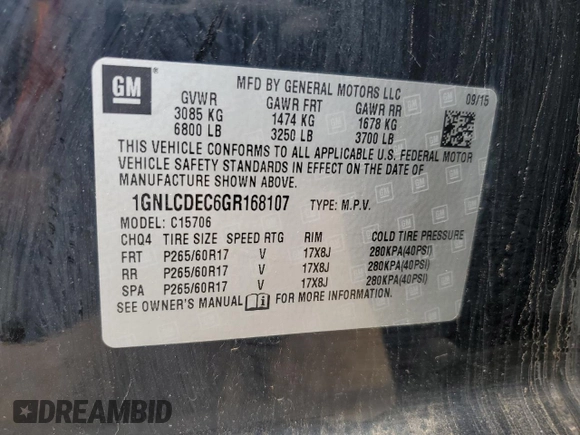 GM
MFD BY GENERAL MOTORS LLC
09/15
GVWR GAWR FRT GAWR RR
3085 KG 1474 KG 1678 KG
6800 LB 3250 LB 3700 LB
THIS VEHICLE CONFORMS TO ALL APPLICABLE U.S. FEDERAL MOTOR
VEHICLE SAFETY STANDARDS IN EFFECT ON THE DATE OF
MANUFACTURE SHOWN ABOVE.
1GNLCDEC6GR168107 TYPE: M.P.V.
MODEL: C15706
CHQ4 TIRE SIZE SPEED RTG RIM COLD TIRE PRESSURE
FRT P265/60R17 V 17X8J 280KPA(40PSI)
RR P265/60R17 V 17X8J 280KPA(40PSI)
SPA P265/60R17 V 17X8J 280KPA(40PSI)
SEE OWNER'S MANUAL FOR MORE INFORMATION.
DREAMBID